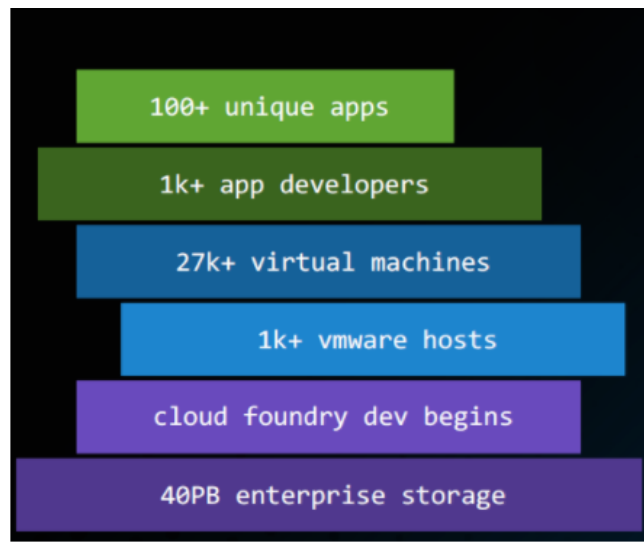 100+ unique apps
1k+ app developers
27k+ virtual machines
1k+ vmware hosts
cloud foundry dev begins
40PB enterprise storage